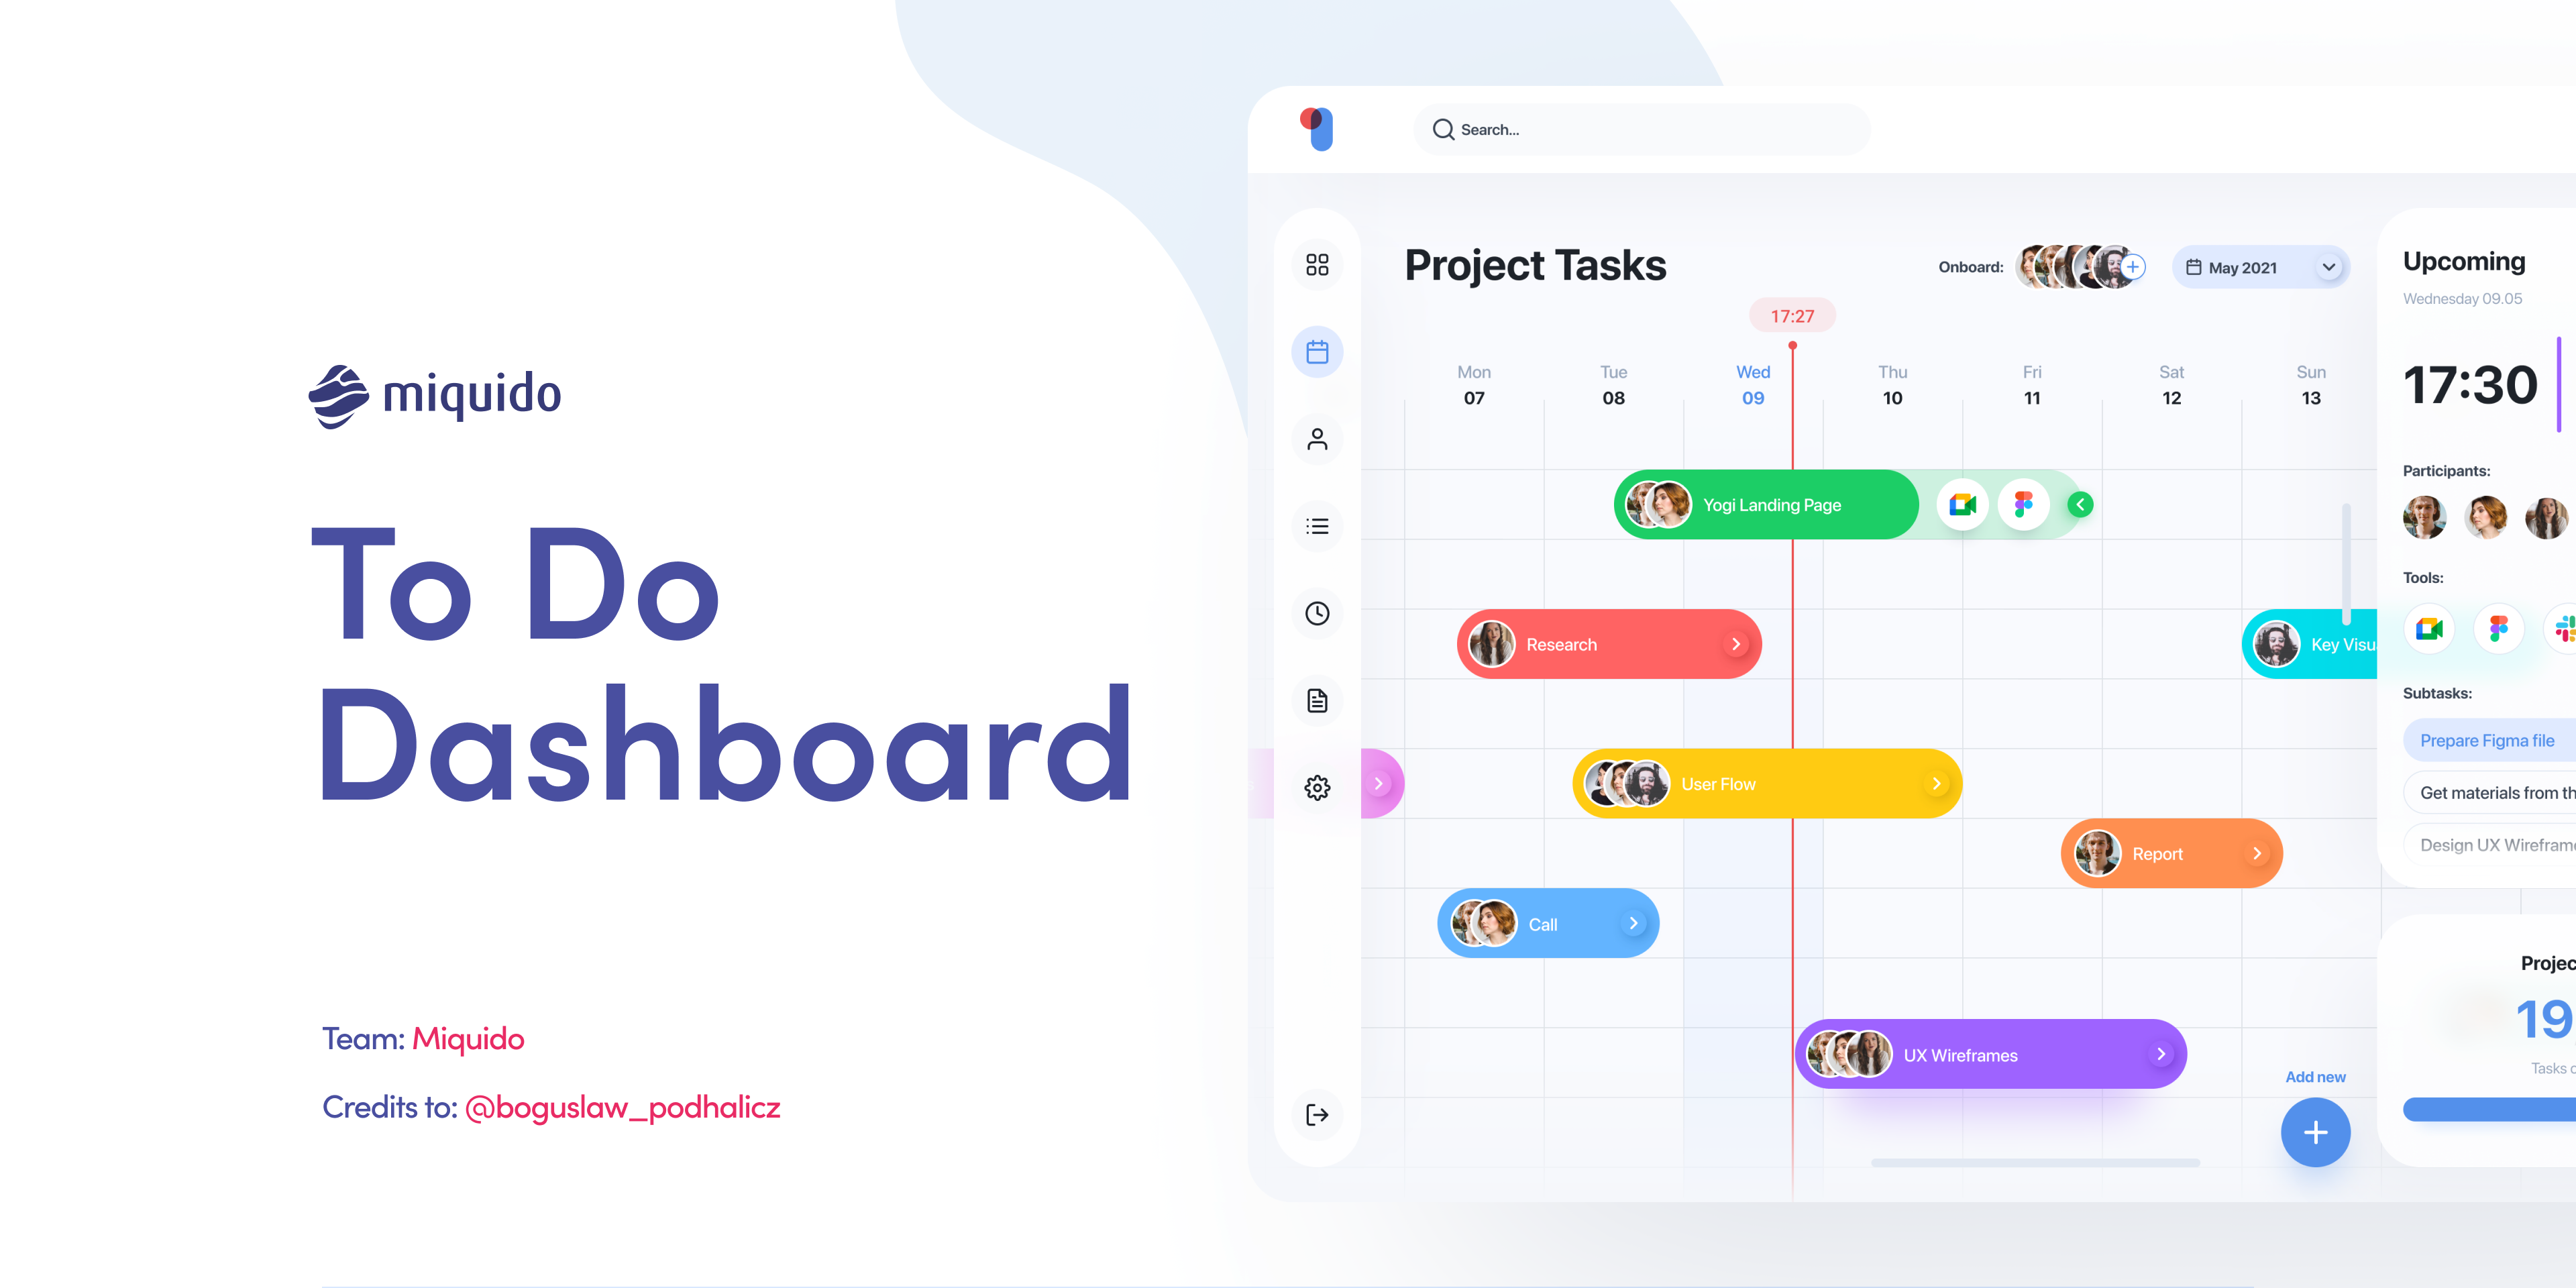 miquido
To Do
Dashboard
Team: Miquido
Credits to: @boguslaw_podhalicz
Search...
Project Tasks
Onboard:
May 2021
17:27
Mon Tue Wed Thu Fri Sat Sun
07 08 09 10 11 12 13
Yogi Landing Page
Research
Key Visu
User Flow
Report
Call
UX Wireframes
Add new
Upcoming
Wednesday 09.05
17:30
Participants:
Tools:
Subtasks:
Prepare Figma file
Get materials from th
Design UX Wireframe
Projec
19
Tasks